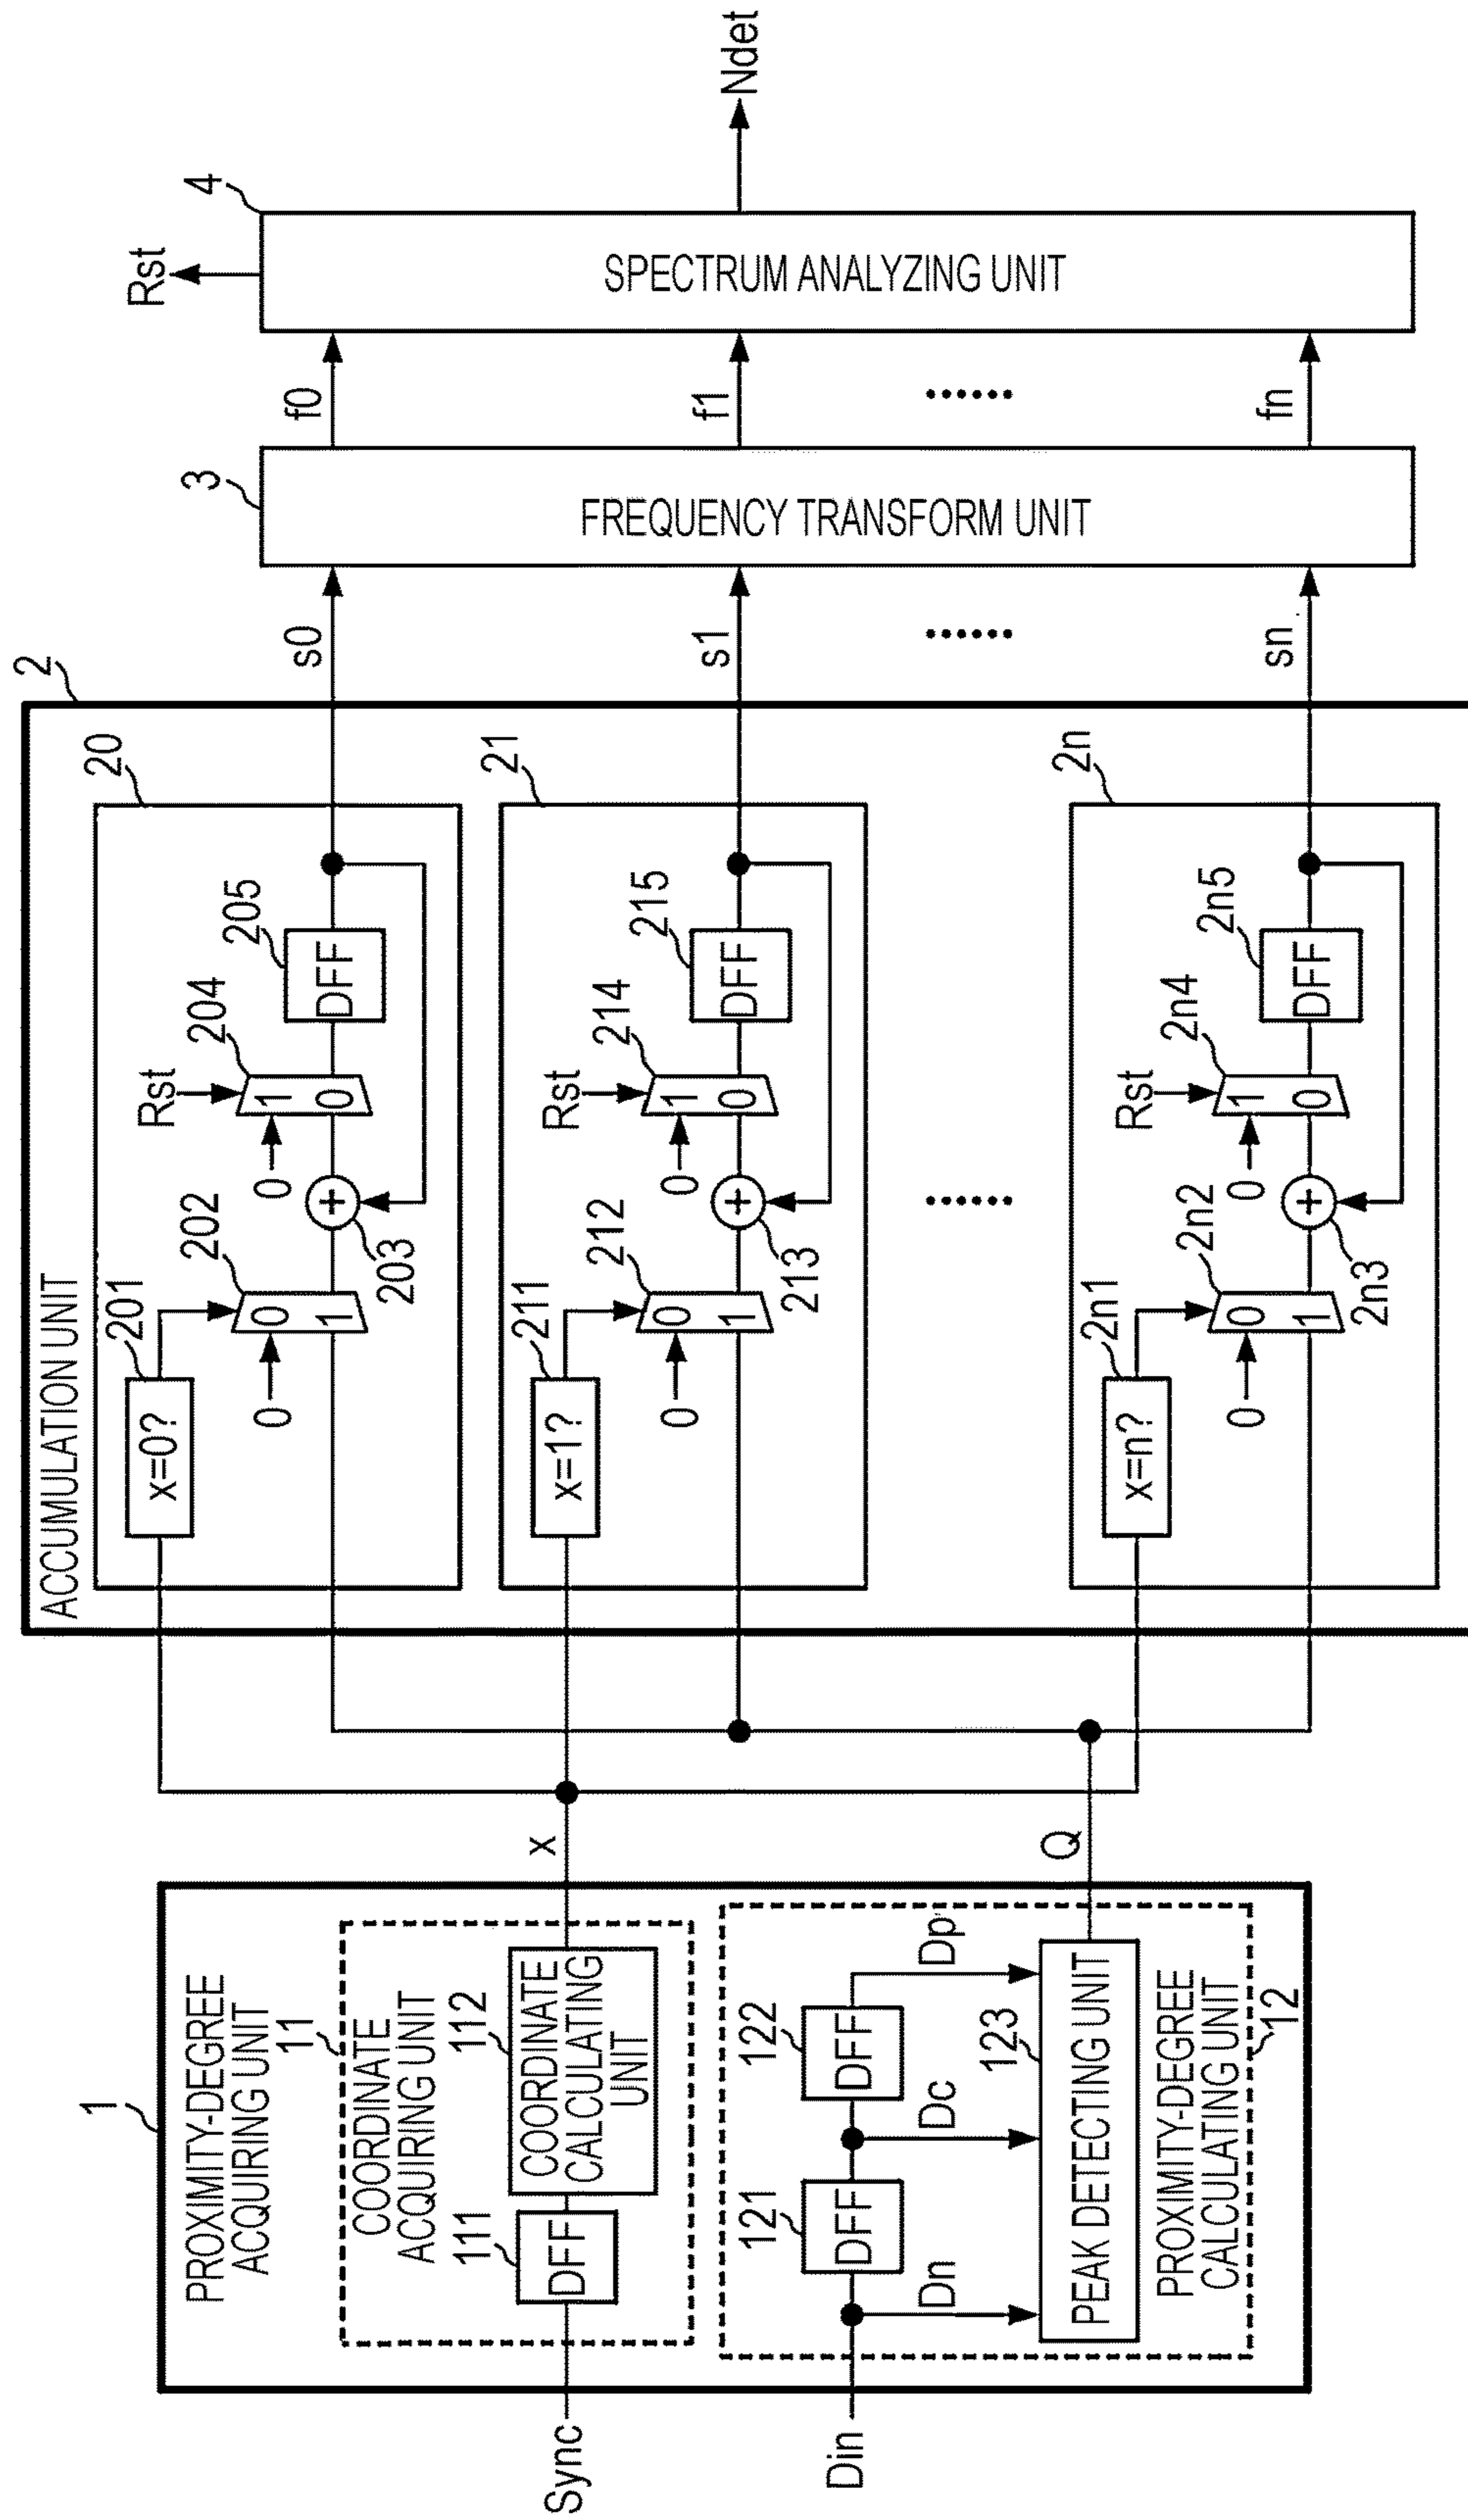 1
PROXIMITY-DEGREE
ACQUIRING UNIT
11
COORDINATE
ACQUIRING UNIT
111
DFF
112
COORDINATE
CALCULATING
UNIT
Sync
x
Din
121
DFF
122
DFF
Dn
Dc
Dp
123
PEAK DETECTING UNIT
PROXIMITY-DEGREE
CALCULATING UNIT
12
Q
2
ACCUMULATION UNIT
20
201
x=0?
202
0
1
0
203
+
Rst
204
1
0
0
205
DFF
s0
21
211
x=1?
212
0
1
0
213
+
Rst
214
1
0
0
215
DFF
s1
......
......
2n
2n1
x=n?
2n2
0
1
0
2n3
+
Rst
2n4
1
0
0
2n5
DFF
sn
3
FREQUENCY TRANSFORM UNIT
f0
f1
......
fn
4
SPECTRUM ANALYZING UNIT
Rst
Ndet